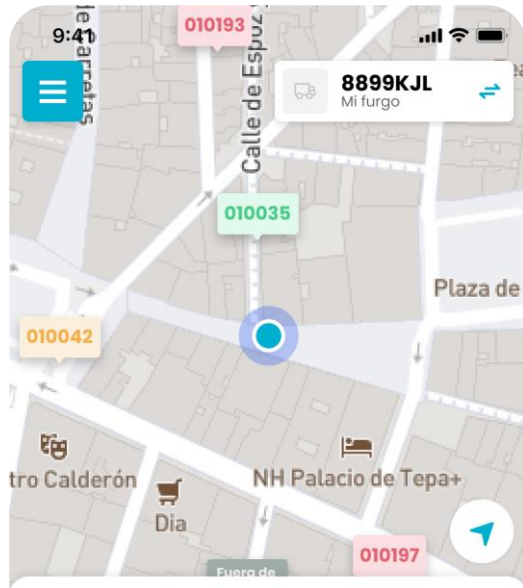 9:41
010193
de Carretas
Calle de Espoz
8899KJL
Mi furgo
010035
Plaza de
010042
tro Calderón
NH Palacio de Tepa+
Dia
010197
Fuera de